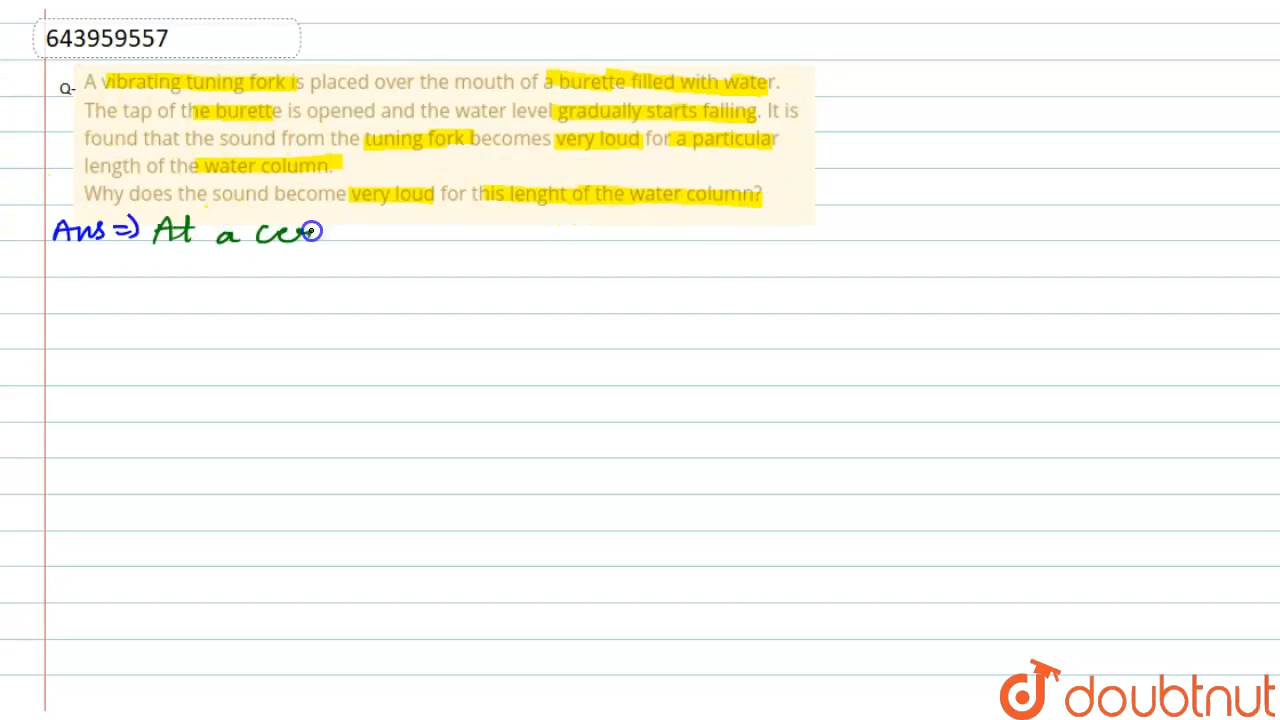 643959557
Q- A vibrating tuning fork is placed over the mouth of a burette filled with water.
The tap of the burette is opened and the water level gradually starts falling. It is
found that the sound from the tuning fork becomes very loud for a particular
length of the water column.
Why does the sound become very loud for this lenght of the water column?
Ans => At a cer
doubtnut